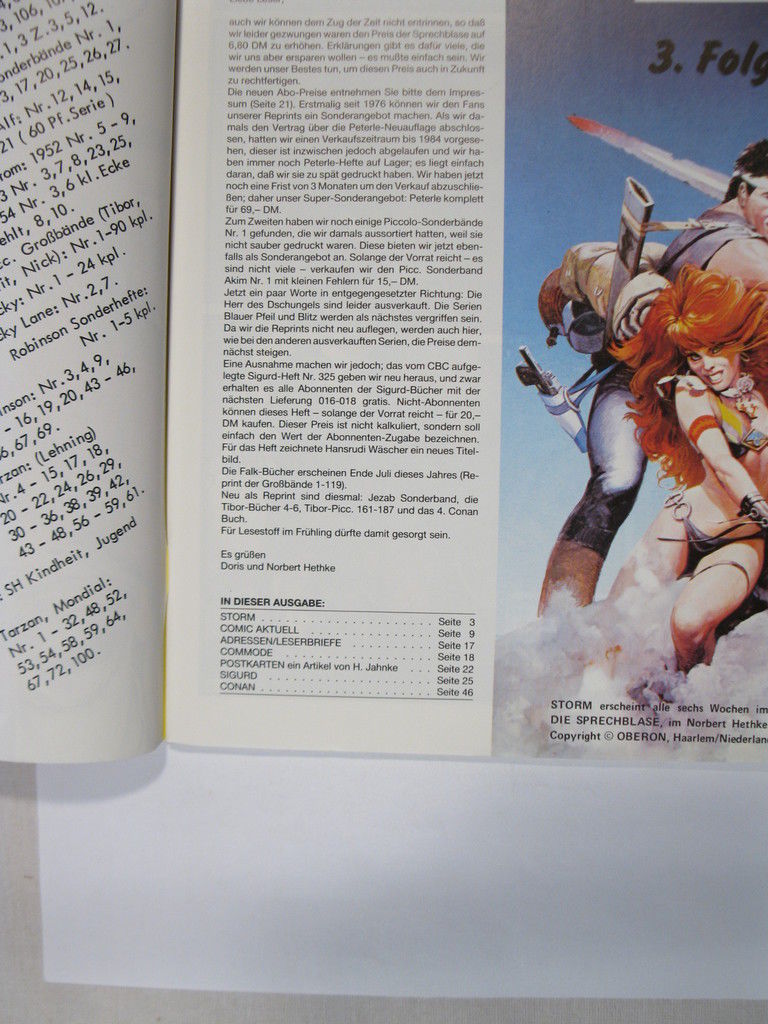 3, 106, 10
1, 3 Z. 3, 5, 12.
onderbände Nr. 1,
3, 17, 20, 25, 26, 27.
Alf: Nr. 12, 14, 15,
21 (60 Pf. Serie)
rom: 1952 Nr. 5 - 9,
3 Nr. 3, 7, 8, 23, 25,
54 Nr. 3, 6 kl. Ecke
ehlt, 8, 10.
cc. Großbände (Tibor,
it, Nick): Nr. 1-90 kpl.
ky: Nr. 1 - 24 kpl.
ky Lane: Nr. 2, 7.
Robinson Sonderhefte:
Nr. 1-5 kpl.
inson: Nr. 3, 4, 9,
- 16, 19, 20, 43 - 46,
6, 67, 69.
rzan: (Lehning)
Nr. 4 - 15, 17, 18,
20 - 22, 24, 26, 29,
30 - 36, 38, 39, 42,
43 - 48, 56 - 59, 61.
SH Kindheit, Jugend
Tarzan, Mondial:
Nr. 1 - 32, 48, 52,
53, 54, 58, 59, 64,
67, 72, 100.
Liebe Leser,
auch wir können dem Zug der Zeit nicht entrinnen, so daß
wir leider gezwungen waren den Preis der Sprechblase auf
6,80 DM zu erhöhen. Erklärungen gibt es dafür viele, die
wir uns aber ersparen wollen – es mußte einfach sein. Wir
werden unser Bestes tun, um diesen Preis auch in Zukunft
zu rechtfertigen.
Die neuen Abo-Preise entnehmen Sie bitte dem Impres-
sum (Seite 21). Erstmalig seit 1976 können wir den Fans
unserer Reprints ein Sonderangebot machen. Als wir da-
mals den Vertrag über die Peterle-Neuauflage abschlos-
sen, hatten wir einen Verkaufszeitraum bis 1984 vorgese-
hen, dieser ist inzwischen jedoch abgelaufen und wir ha-
ben immer noch Peterle-Hefte auf Lager; es liegt einfach
daran, daß wir sie zu spät gedruckt haben. Wir haben jetzt
noch eine Frist von 3 Monaten um den Verkauf abzuschlie-
ßen; daher unser Super-Sonderangebot: Peterle komplett
für 69,– DM.
Zum Zweiten haben wir noch einige Piccolo-Sonderbände
Nr. 1 gefunden, die wir damals aussortiert hatten, weil sie
nicht sauber gedruckt waren. Diese bieten wir jetzt eben-
falls als Sonderangebot an. Solange der Vorrat reicht – es
sind nicht viele – verkaufen wir den Picc. Sonderband
Akim Nr. 1 mit kleinen Fehlern für 15,– DM.
Jetzt ein paar Worte in entgegengesetzter Richtung: Die
Herr des Dschungels sind leider ausverkauft. Die Serien
Blauer Pfeil und Blitz werden als nächstes vergriffen sein.
Da wir die Reprints nicht neu auflegen, werden auch hier,
wie bei den anderen ausverkauften Serien, die Preise dem-
nächst steigen.
Eine Ausnahme machen wir jedoch; das vom CBC aufge-
legte Sigurd-Heft Nr. 325 geben wir neu heraus, und zwar
erhalten es alle Abonnenten der Sigurd-Bücher mit der
nächsten Lieferung 016-018 gratis. Nicht-Abonnenten
können dieses Heft – solange der Vorrat reicht – für 20,–
DM kaufen. Dieser Preis ist nicht kalkuliert, sondern soll
einfach den Wert der Abonnenten-Zugabe bezeichnen.
Für das Heft zeichnete Hansrudi Wäscher ein neues Titel-
bild.
Die Falk-Bücher erscheinen Ende Juli dieses Jahres (Re-
print der Großbände 1-119).
Neu als Reprint sind diesmal: Jezab Sonderband, die
Tibor-Bücher 4-6, Tibor-Picc. 161-187 und das 4. Conan
Buch.
Für Lesestoff im Frühling dürfte damit gesorgt sein.
Es grüßen
Doris und Norbert Hethke
IN DIESER AUSGABE:
STORM . . . . . . . . . . . . . . . . . . . . Seite 3
COMIC AKTUELL . . . . . . . . . . . . . . Seite 9
ADRESSEN/LESERBRIEFE . . . . . . . . Seite 17
COMMODE . . . . . . . . . . . . . . . . . Seite 18
POSTKARTEN ein Artikel von H. Jahnke . . . Seite 22
SIGURD . . . . . . . . . . . . . . . . . . . Seite 25
CONAN . . . . . . . . . . . . . . . . . . . . Seite 46
3. Folg
STORM erscheint alle sechs Wochen im
DIE SPRECHBLASE, im Norbert Hethke
Copyright © OBERON, Haarlem/Niederlan